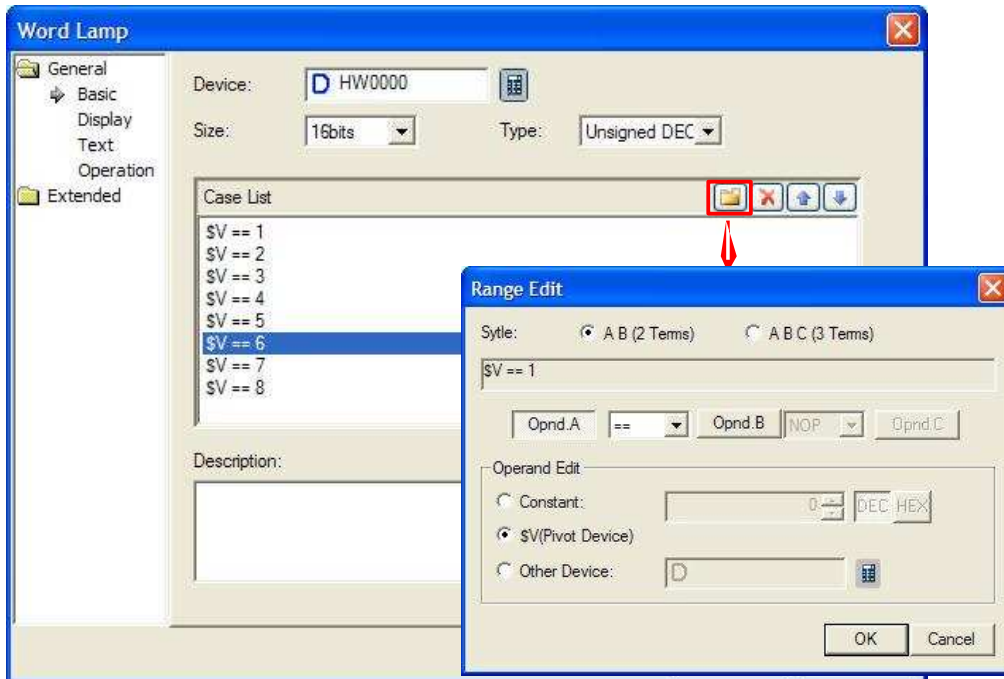 Word Lamp
General
Basic
Display
Text
Operation
Extended
Device: D HW0000
Size: 16bits Type: Unsigned DEC
Case List
$V == 1
$V == 2
$V == 3
$V == 4
$V == 5
$V == 6
$V == 7
$V == 8
Description:
Range Edit
Sytle: A B (2 Terms) A B C (3 Terms)
$V == 1
Opnd.A == Opnd.B NOP Opnd.C
Operand Edit
Constant: 0 DEC HEX
$V(Pivot Device)
Other Device: D
OK Cancel